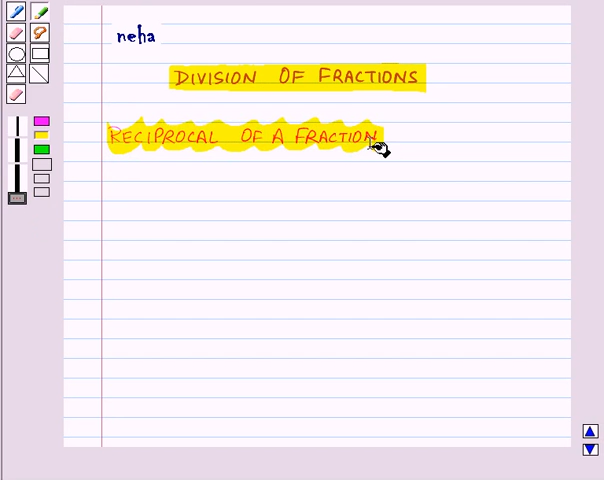 neha
DIVISION OF FRACTIONS
RECIPROCAL OF A FRACTION